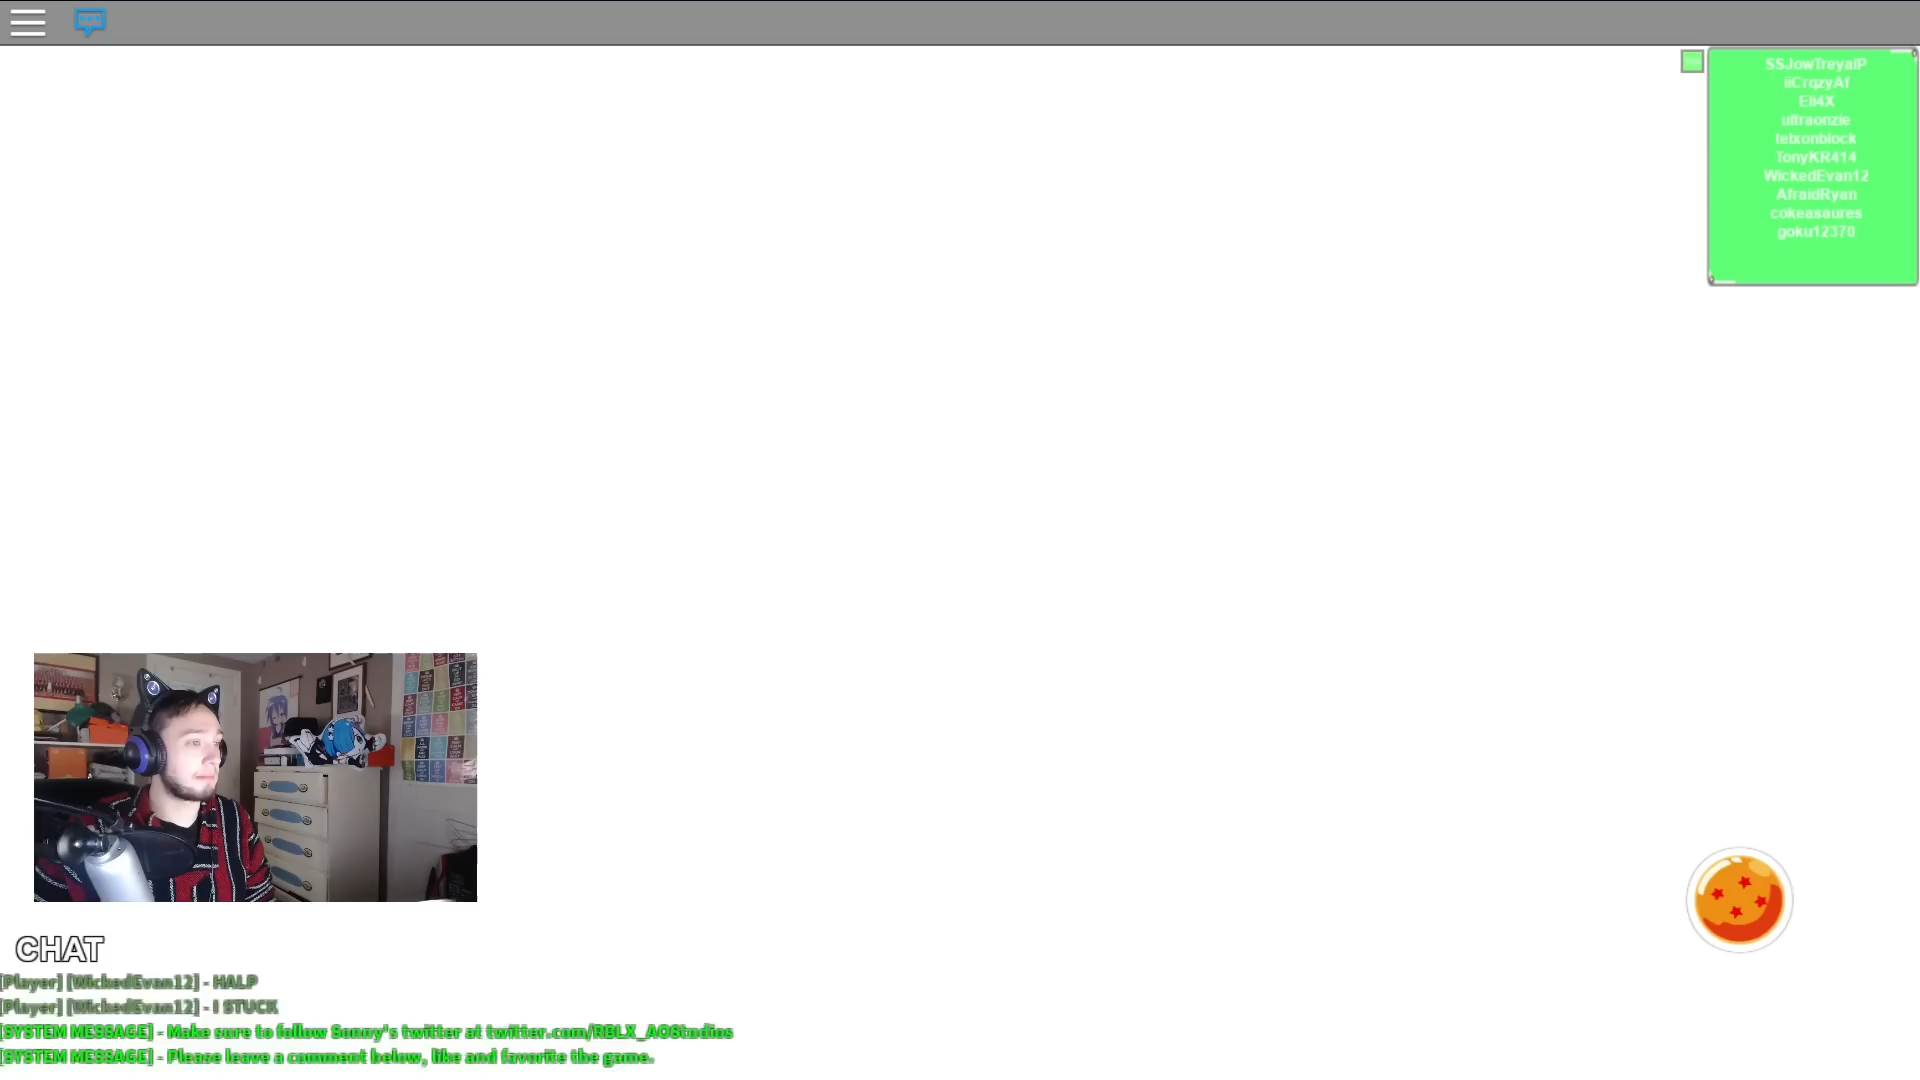 SSJowTreyalP
iiCrqzyAf
Eli4X
ultraonzie
telxonblock
TonyKR414
WickedEvan12
AfraidRyan
cokeasaures
goku12370
CHAT
[Player] [WickedEvan12] - HALP
[Player] [WickedEvan12] - I STUCK
[SYSTEM MESSAGE] - Make sure to follow Sonny's twitter at twitter.com/RBLX_AOStudios
[SYSTEM MESSAGE] - Please leave a comment below, like and favorite the game.